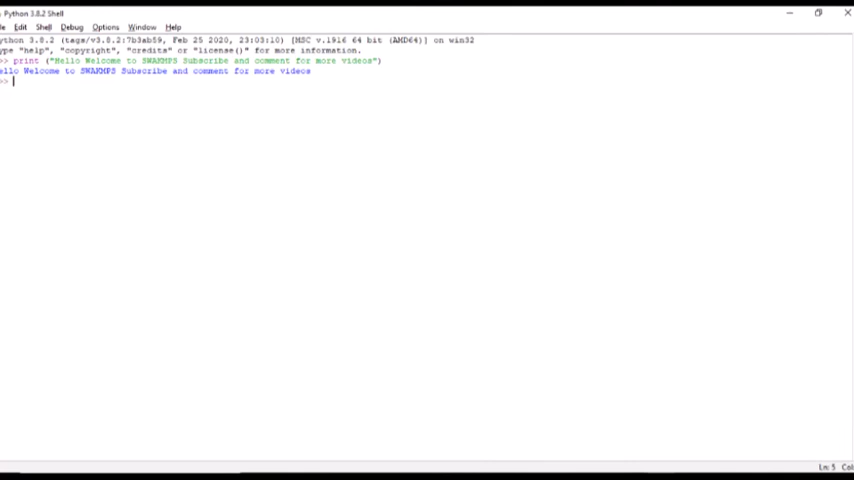 Python 3.8.2 Shell
le Edit Shell Debug Options Window Help
ython 3.8.2 (tags/v3.8.2:7b3ab59, Feb 25 2020, 23:03:10) [MSC v.1916 64 bit (AMD64)] on win32
ype "help", "copyright", "credits" or "license()" for more information.
>> print ("Hello Welcome to SWAKMPS Subscribe and comment for more videos")
ello Welcome to SWAKMPS Subscribe and comment for more videos
>>
Ln: 5 Col